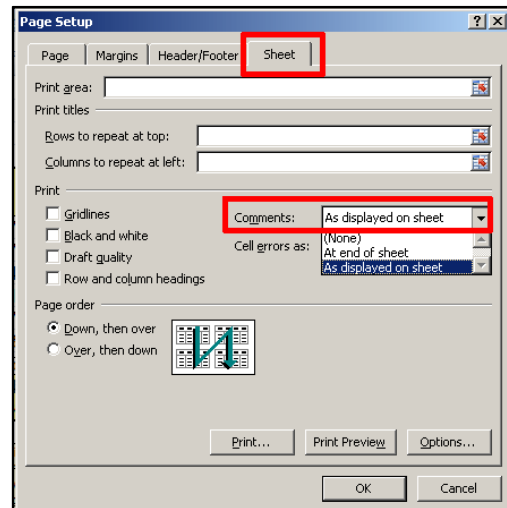 Page Setup
Page Margins Header/Footer Sheet
Print area:
Print titles
Rows to repeat at top:
Columns to repeat at left:
Print
Gridlines
Comments: As displayed on sheet
Black and white
(None)
Cell errors as:
At end of sheet
Draft quality
As displayed on sheet
Row and column headings
Page order
Down, then over
Over, then down
Print... Print Preview Options...
OK Cancel